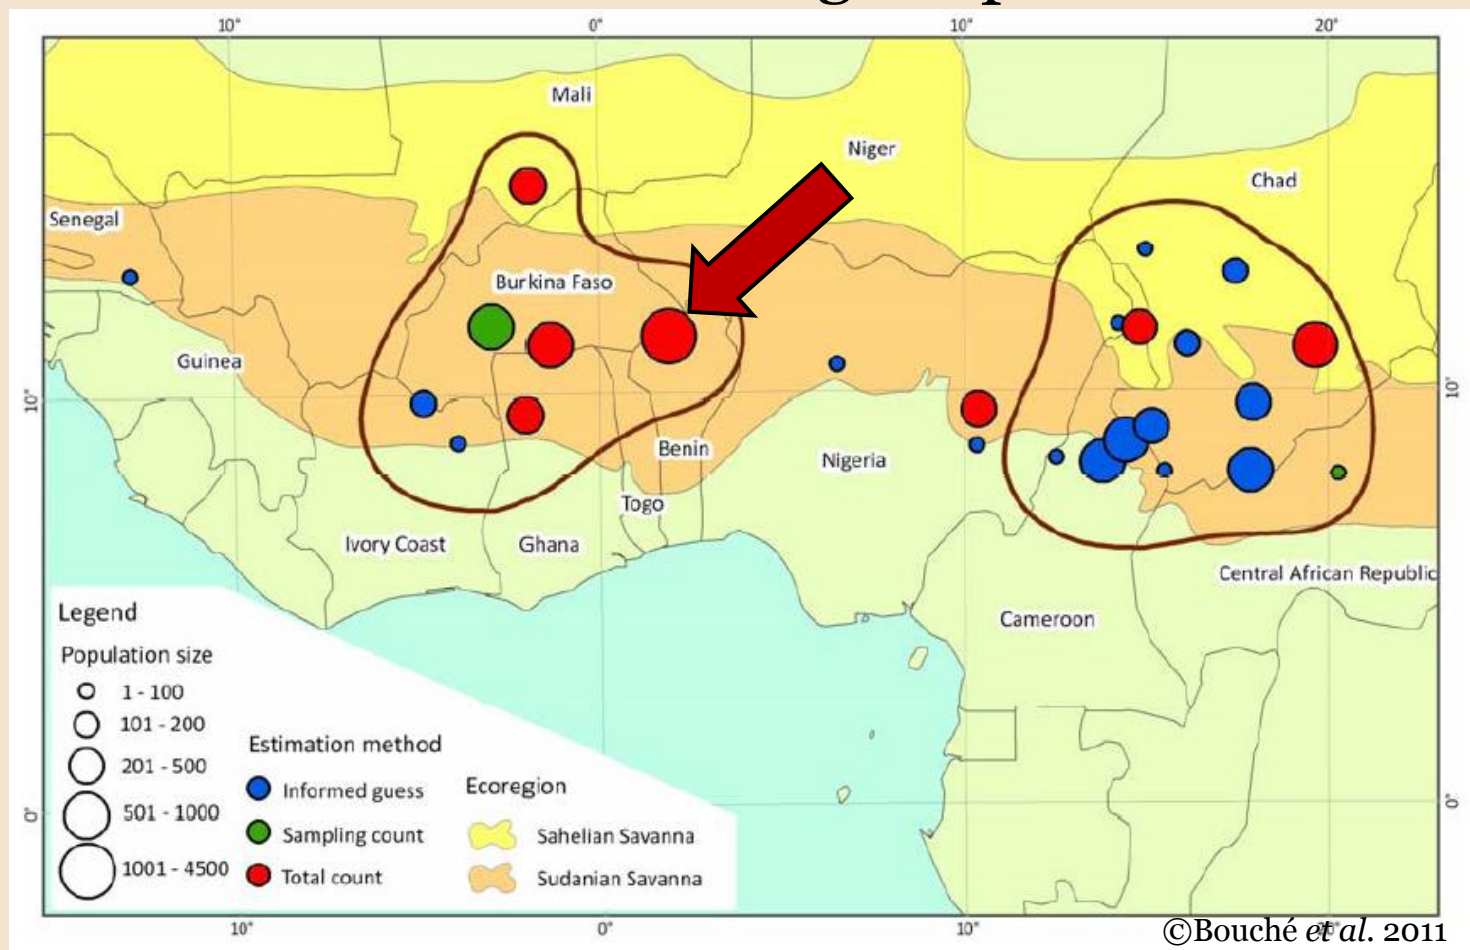 10° 0° 10° 20°
Mali
Niger
Chad
Senegal
Burkina Faso
Guinea
10° 10°
Benin
Nigeria
Togo
Ivory Coast Ghana
Central African Republic
Cameroon
Legend
Population size
1 - 100
101 - 200
201 - 500
501 - 1000
1001 - 4500
Estimation method
Informed guess
Sampling count
Total count
Ecoregion
Sahelian Savanna
Sudanian Savanna
0° 0°
10° 0° 10° 20°
©Bouché et al. 2011